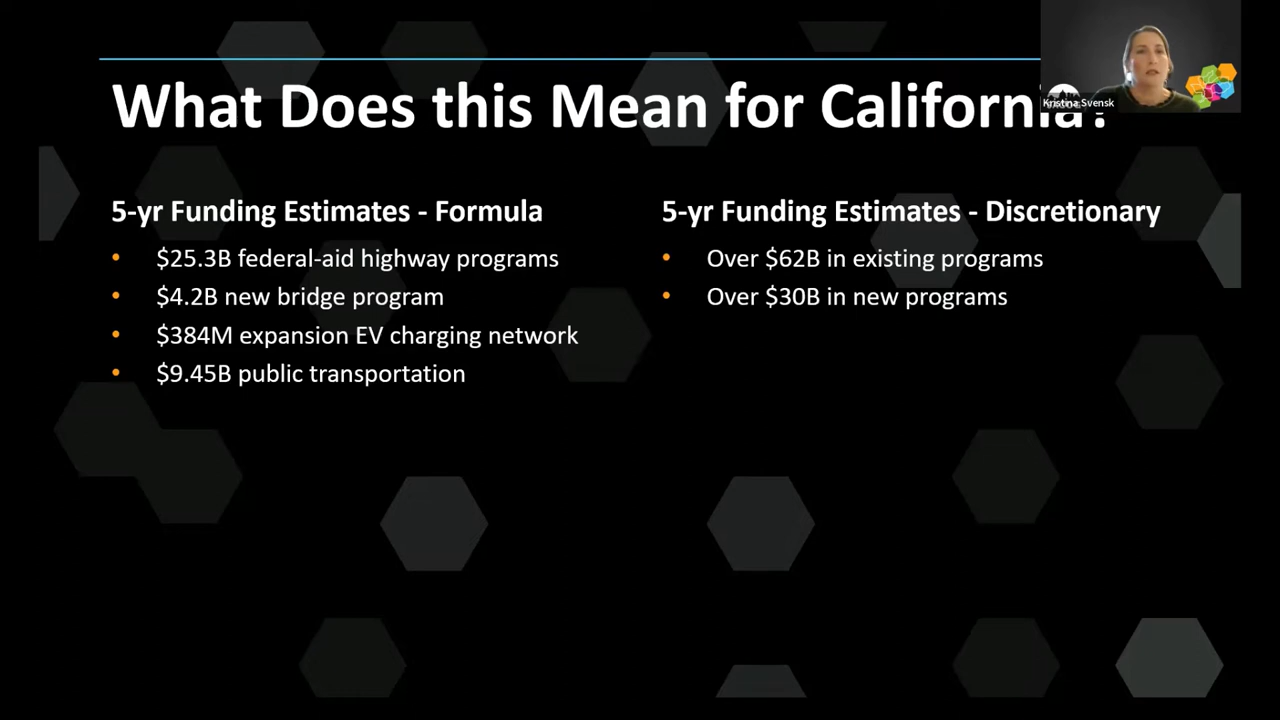 What Does this Mean for California?
Kristina Svensk
5-yr Funding Estimates - Formula
• $25.3B federal-aid highway programs
• $4.2B new bridge program
• $384M expansion EV charging network
• $9.45B public transportation
5-yr Funding Estimates - Discretionary
• Over $62B in existing programs
• Over $30B in new programs